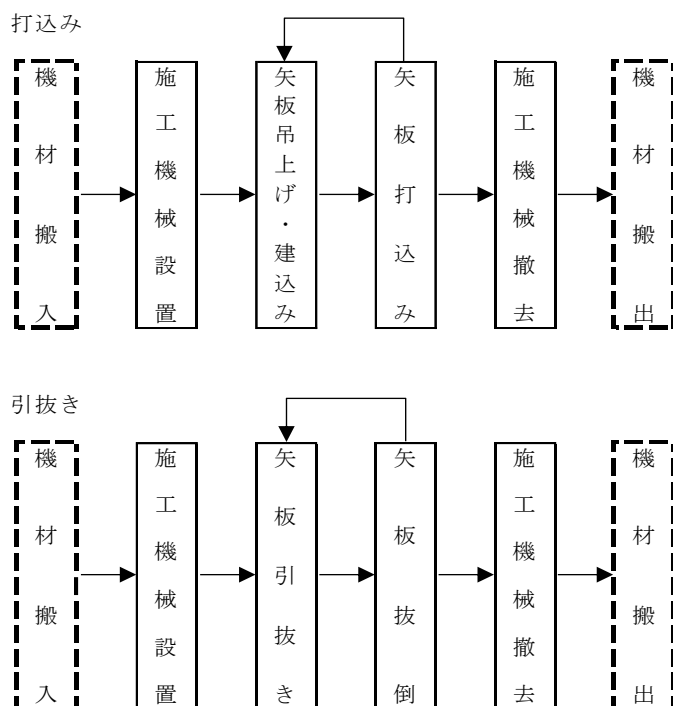 打込み
機材搬入
施工機械設置
矢板吊上げ・建込み
矢板打込み
施工機械撤去
機材搬出
引抜き
機材搬入
施工機械設置
矢板引抜き
矢板抜倒
施工機械撤去
機材搬出